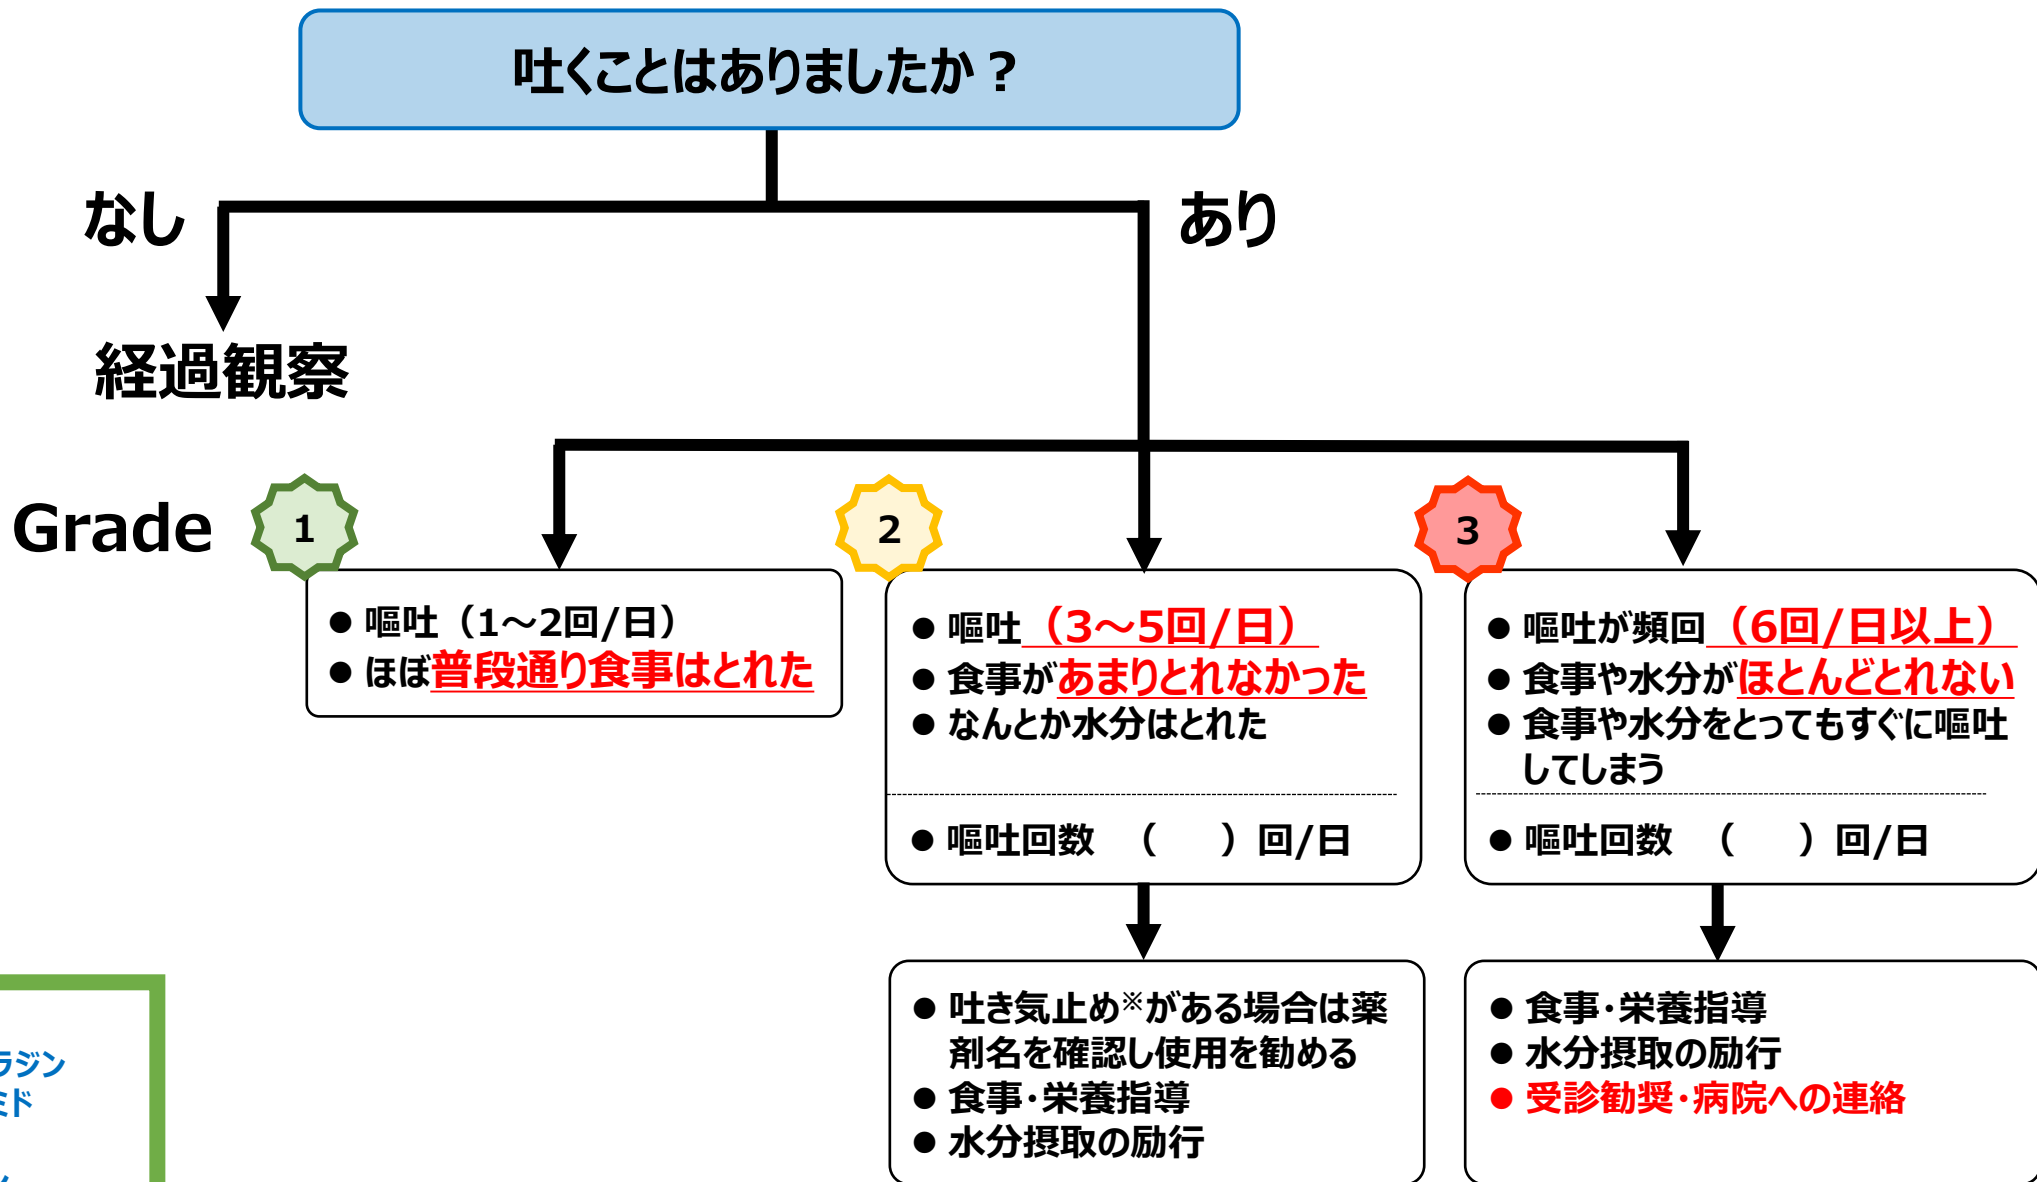 吐くことはありましたか？
なし
あり
経過観察
Grade
1
2
3
● 嘔吐（1～2回/日）
● ほぼ普段通り食事はとれた
● 嘔吐（3～5回/日）
● 食事があまりとれなかった
● なんとか水分はとれた
● 嘔吐回数　（　　）回/日
● 嘔吐が頻回（6回/日以上）
● 食事や水分がほとんどとれない
● 食事や水分をとってもすぐに嘔吐
してしまう
● 嘔吐回数　（　　）回/日
● 吐き気止め※がある場合は薬
剤名を確認し使用を勧める
● 食事・栄養指導
● 水分摂取の励行
● 食事・栄養指導
● 水分摂取の励行
● 受診勧奨・病院への連絡
ラジン
ミド